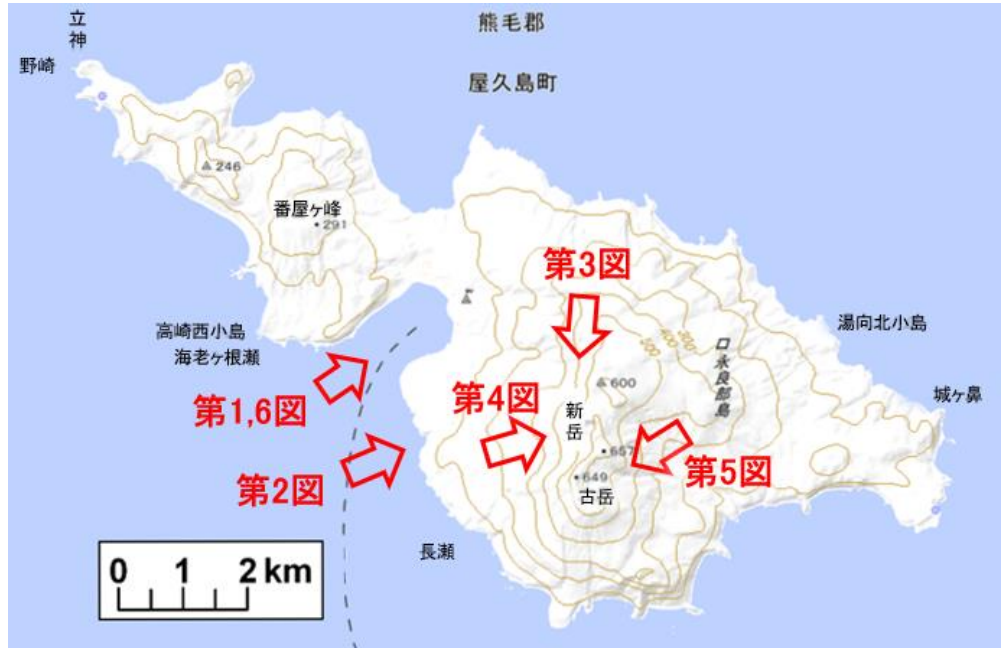 立神
熊毛郡
野崎
屋久島町
246
番屋ヶ峰
291
第3図
高崎西小島
海老ヶ根瀬
湯向北小島
500
600
口永良部島
600
第1,6図
第4図
新岳
城ヶ鼻
657
第2図
第5図
649
古岳
長瀬
0 1 2 km